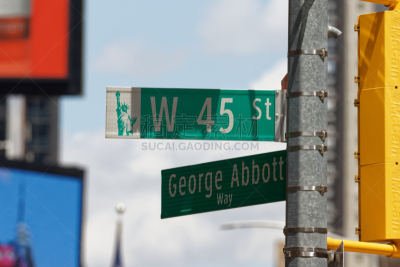 W 45 St
SUCAI.GAODING.COM
George Abbott
Way